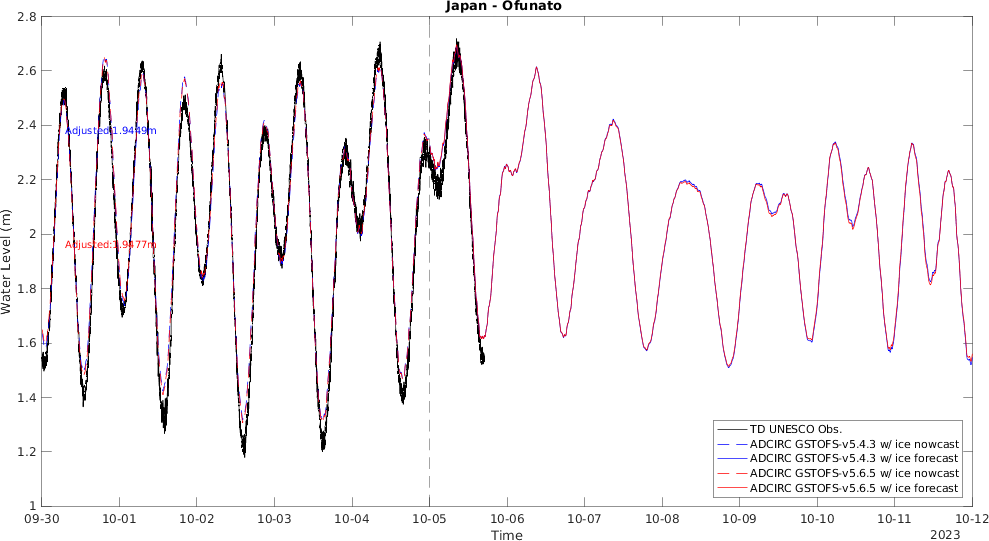 Japan - Ofunato
2.8
2.6
2.4
2.2
2
1.8
1.6
1.4
1.2
1
Water Level (m)
Adjusted:1.9449m
Adjusted:1.9477m
TD UNESCO Obs.
ADCIRC GSTOFS-v5.4.3 w/ ice nowcast
ADCIRC GSTOFS-v5.4.3 w/ ice forecast
ADCIRC GSTOFS-v5.6.5 w/ ice nowcast
ADCIRC GSTOFS-v5.6.5 w/ ice forecast
09-30 10-01 10-02 10-03 10-04 10-05 10-06 10-07 10-08 10-09 10-10 10-11 10-12
Time
2023